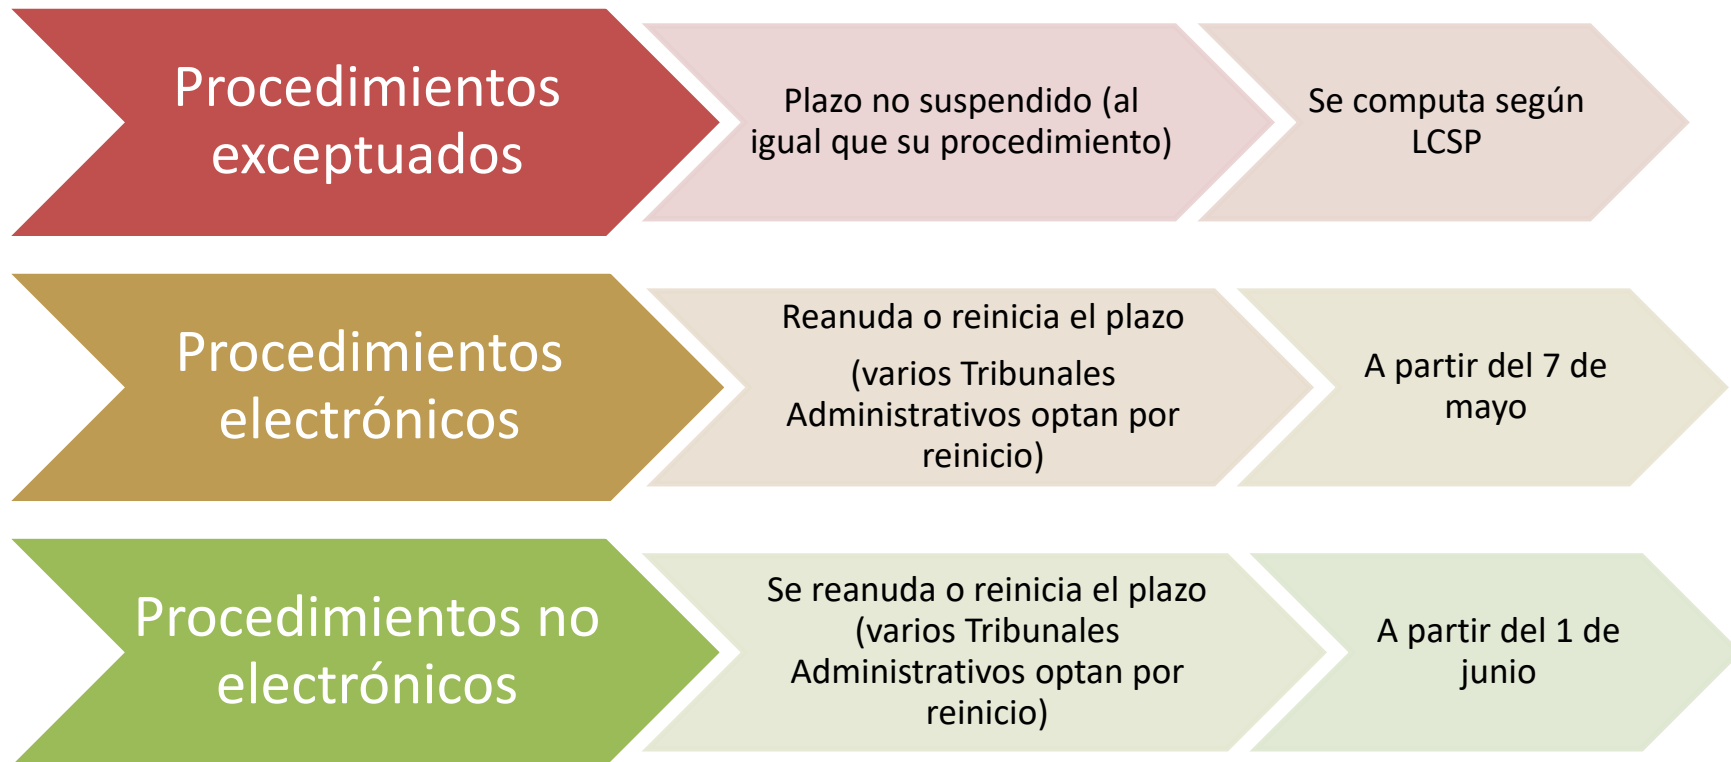 Procedimientos
exceptuados
Plazo no suspendido (al
igual que su procedimiento)
Se computa según
LCSP
Procedimientos
electrónicos
Reanuda o reinicia el plazo
(varios Tribunales
Administrativos optan por
reinicio)
A partir del 7 de
mayo
Procedimientos no
electrónicos
Se reanuda o reinicia el plazo
(varios Tribunales
Administrativos optan por
reinicio)
A partir del 1 de
junio